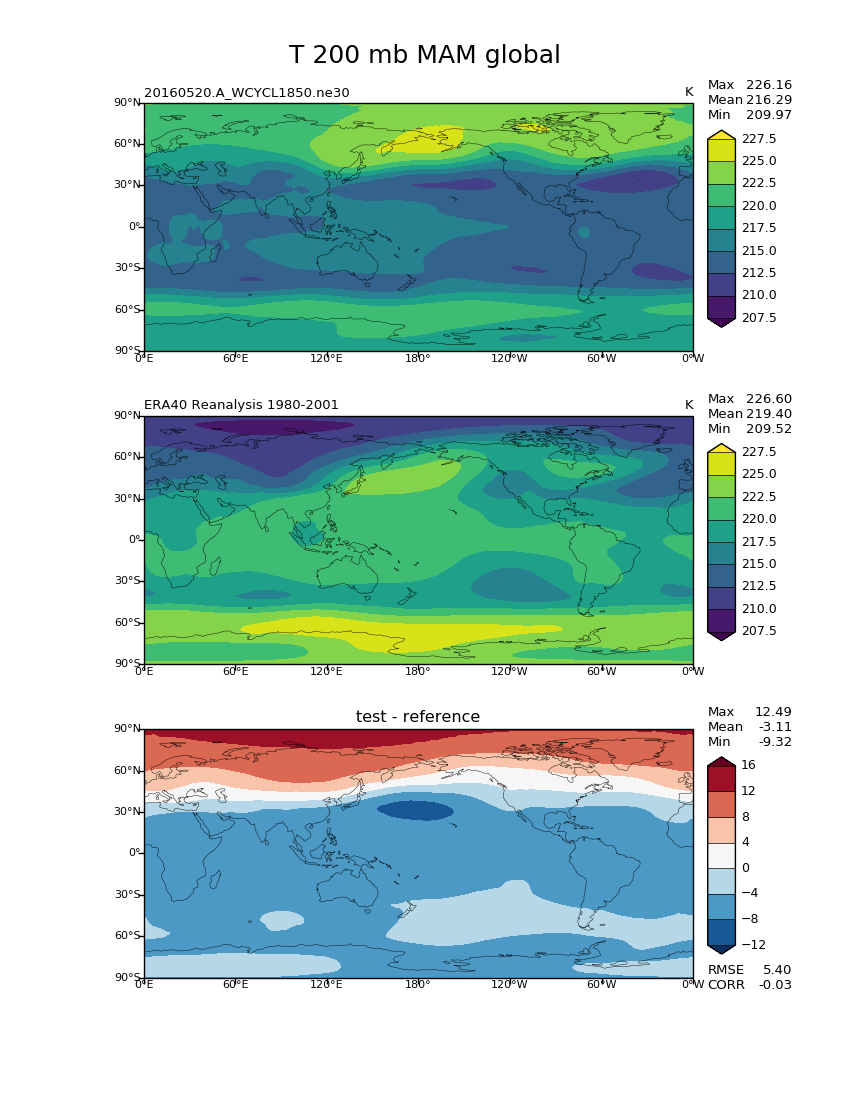 T 200 mb MAM global
20160520.A_WCYCL1850.ne30
K
Max 226.16
Mean 216.29
Min 209.97
90°N
60°N
30°N
0°
30°S
60°S
90°S
0°E 60°E 120°E 180° 120°W 60°W 0°W
227.5
225.0
222.5
220.0
217.5
215.0
212.5
210.0
207.5
ERA40 Reanalysis 1980-2001
K
Max 226.60
Mean 219.40
Min 209.52
90°N
60°N
30°N
0°
30°S
60°S
90°S
0°E 60°E 120°E 180° 120°W 60°W 0°W
227.5
225.0
222.5
220.0
217.5
215.0
212.5
210.0
207.5
test - reference
Max 12.49
Mean -3.11
Min -9.32
90°N
60°N
30°N
0°
30°S
60°S
90°S
0°E 60°E 120°E 180° 120°W 60°W 0°W
16
12
8
4
0
−4
−8
−12
RMSE 5.40
CORR -0.03